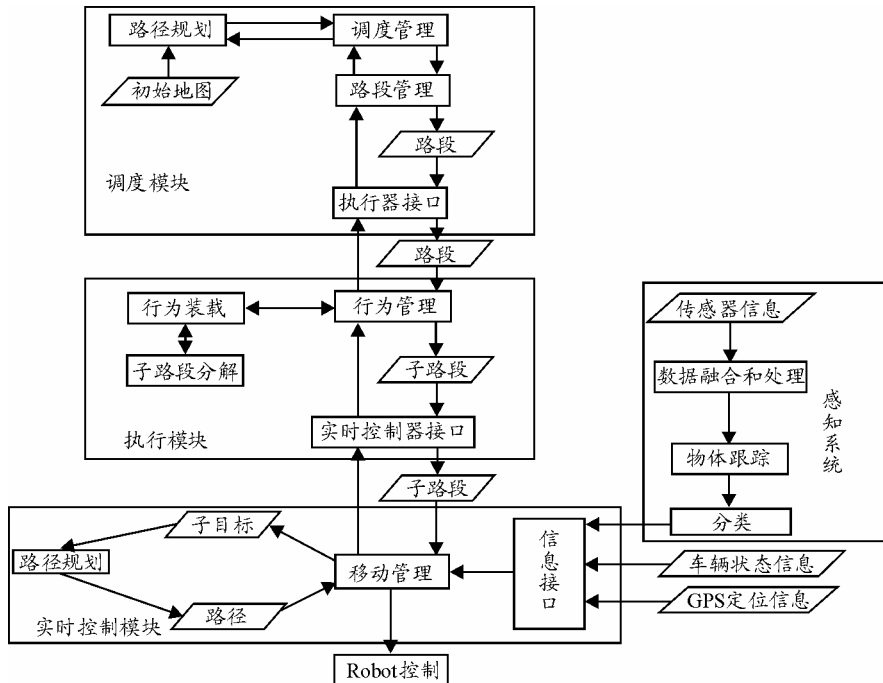 路径规划
调度管理
初始地图
路段管理
路段
调度模块
执行器接口
路段
行为装载
行为管理
子路段分解
子路段
执行模块
实时控制器接口
子路段
传感器信息
数据融合和处理
感知系统
物体跟踪
分类
子目标
路径规划
移动管理
信息接口
车辆状态信息
路径
GPS定位信息
实时控制模块
Robot控制